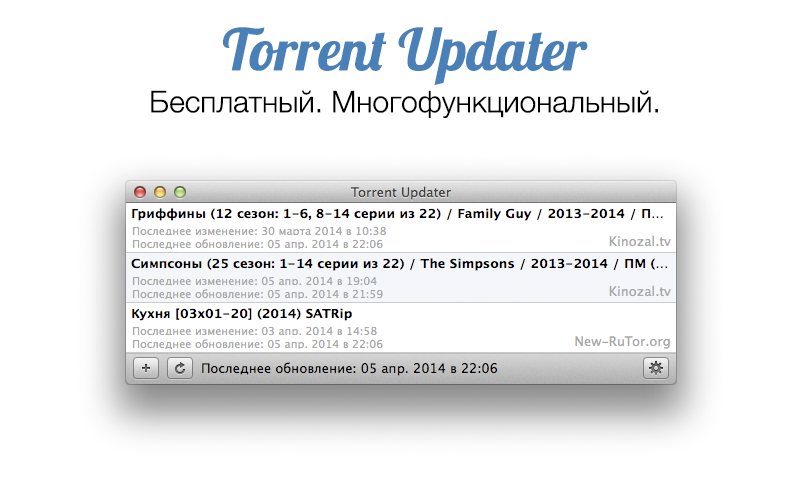 Torrent Updater
Бесплатный. Многофункциональный.
Torrent Updater
Гриффины (12 сезон: 1-6, 8-14 серии из 22) / Family Guy / 2013-2014 / П...
Последнее изменение: 30 марта 2014 в 10:38
Последнее обновление: 05 апр. 2014 в 22:06
Kinozal.tv
Симпсоны (25 сезон: 1-14 серии из 22) / The Simpsons / 2013-2014 / ПМ (...
Последнее изменение: 05 апр. 2014 в 19:04
Последнее обновление: 05 апр. 2014 в 21:59
Kinozal.tv
Кухня [03x01-20] (2014) SATRip
Последнее изменение: 03 апр. 2014 в 14:58
Последнее обновление: 05 апр. 2014 в 22:06
New-RuTor.org
Последнее обновление: 05 апр. 2014 в 22:06